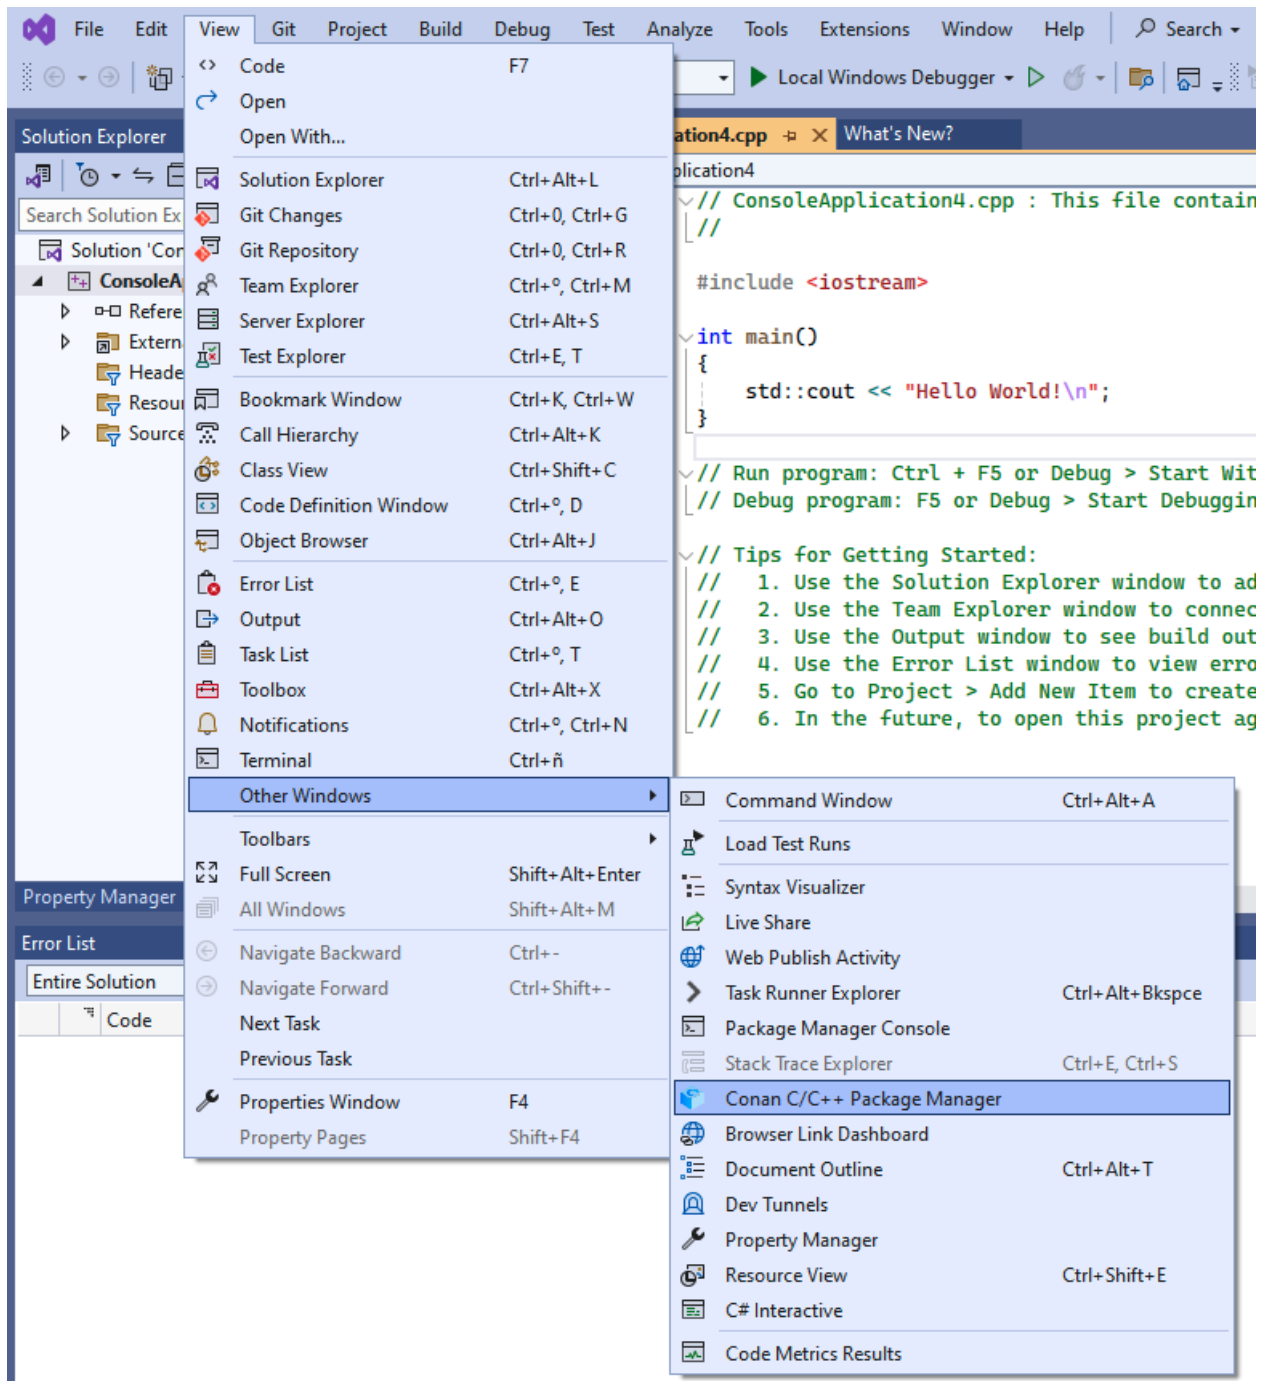 File Edit View Git Project Build Debug Test Analyze Tools Extensions Window Help Search
Local Windows Debugger
Solution Explorer
Search Solution Ex
Solution 'Con
ConsoleA
Refere
Extern
Heade
Resour
Source
Property Manager
Error List
Entire Solution
Code
Code F7
Open
Open With...
Solution Explorer Ctrl+Alt+L
Git Changes Ctrl+0, Ctrl+G
Git Repository Ctrl+0, Ctrl+R
Team Explorer Ctrl+º, Ctrl+M
Server Explorer Ctrl+Alt+S
Test Explorer Ctrl+E, T
Bookmark Window Ctrl+K, Ctrl+W
Call Hierarchy Ctrl+Alt+K
Class View Ctrl+Shift+C
Code Definition Window Ctrl+º, D
Object Browser Ctrl+Alt+J
Error List Ctrl+º, E
Output Ctrl+Alt+O
Task List Ctrl+º, T
Toolbox Ctrl+Alt+X
Notifications Ctrl+º, Ctrl+N
Terminal Ctrl+ñ
Other Windows
Toolbars
Full Screen Shift+Alt+Enter
All Windows Shift+Alt+M
Navigate Backward Ctrl+-
Navigate Forward Ctrl+Shift+-
Next Task
Previous Task
Properties Window F4
Property Pages Shift+F4
ation4.cpp What's New?
plication4
// ConsoleApplication4.cpp : This file contain
//
#include <iostream>
int main()
{
std::cout << "Hello World!\n";
}
// Run program: Ctrl + F5 or Debug > Start Wit
// Debug program: F5 or Debug > Start Debuggin
// Tips for Getting Started:
// 1. Use the Solution Explorer window to ad
// 2. Use the Team Explorer window to connec
// 3. Use the Output window to see build out
// 4. Use the Error List window to view erro
// 5. Go to Project > Add New Item to create
// 6. In the future, to open this project ag
Command Window Ctrl+Alt+A
Load Test Runs
Syntax Visualizer
Live Share
Web Publish Activity
Task Runner Explorer Ctrl+Alt+Bkspce
Package Manager Console
Stack Trace Explorer Ctrl+E, Ctrl+S
Conan C/C++ Package Manager
Browser Link Dashboard
Document Outline Ctrl+Alt+T
Dev Tunnels
Property Manager
Resource View Ctrl+Shift+E
C# Interactive
Code Metrics Results